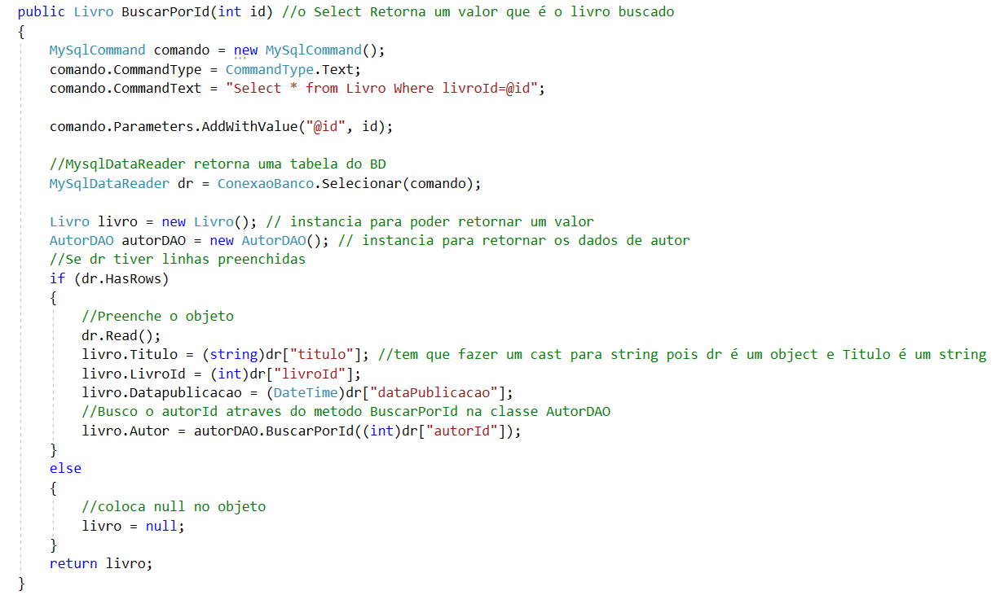 public Livro BuscarPorId(int id) //o Select Retorna um valor que é o livro buscado
{
    MySqlCommand comando = new MySqlCommand();
    comando.CommandType = CommandType.Text;
    comando.CommandText = "Select * from Livro Where livroId=@id";

    comando.Parameters.AddWithValue("@id", id);

    //MysqlDataReader retorna uma tabela do BD
    MySqlDataReader dr = ConexaoBanco.Selecionar(comando);

    Livro livro = new Livro(); // instancia para poder retornar um valor
    AutorDAO autorDAO = new AutorDAO(); // instancia para retornar os dados de autor
    //Se dr tiver linhas preenchidas
    if (dr.HasRows)
    {
        //Preenche o objeto
        dr.Read();
        livro.Titulo = (string)dr["titulo"]; //tem que fazer um cast para string pois dr é um object e Titulo é um string
        livro.LivroId = (int)dr["livroId"];
        livro.Datapublicacao = (DateTime)dr["dataPublicacao"];
        //Busco o autorId atraves do metodo BuscarPorId na classe AutorDAO
        livro.Autor = autorDAO.BuscarPorId((int)dr["autorId"]);
    }
    else
    {
        //coloca null no objeto
        livro = null;
    }
    return livro;
}